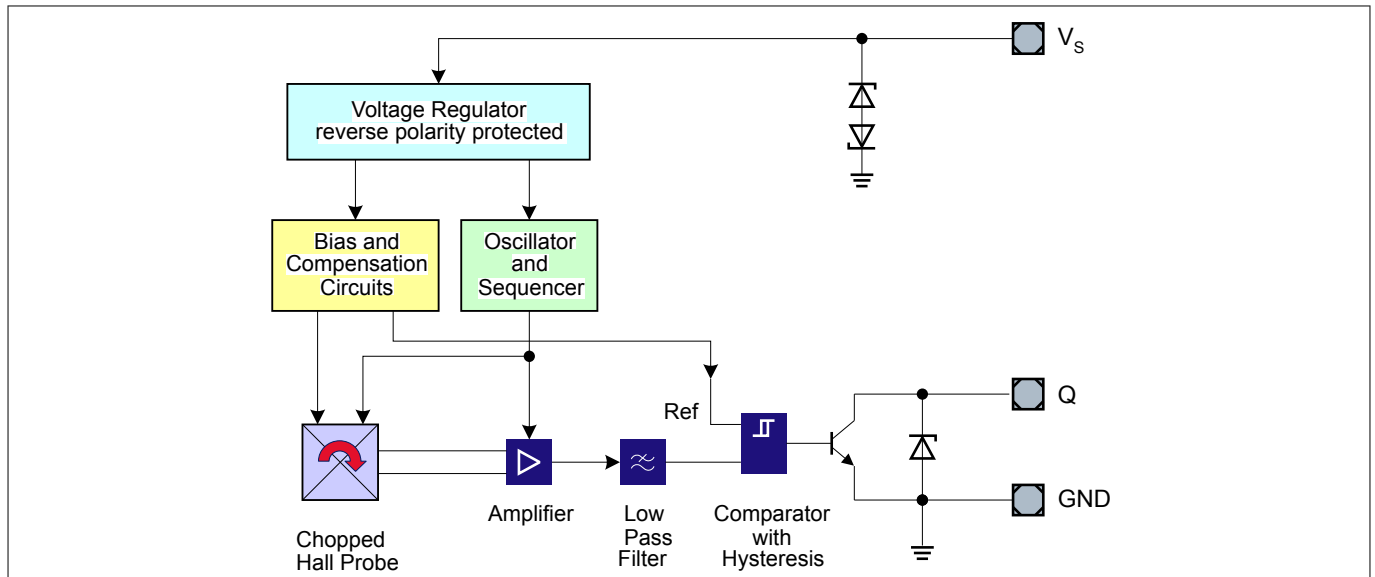 V_S
Voltage Regulator
reverse polarity protected
Bias and
Compensation
Circuits
Oscillator
and
Sequencer
Ref
Q
GND
Chopped
Hall Probe
Amplifier
Low
Pass
Filter
Comparator
with
Hysteresis